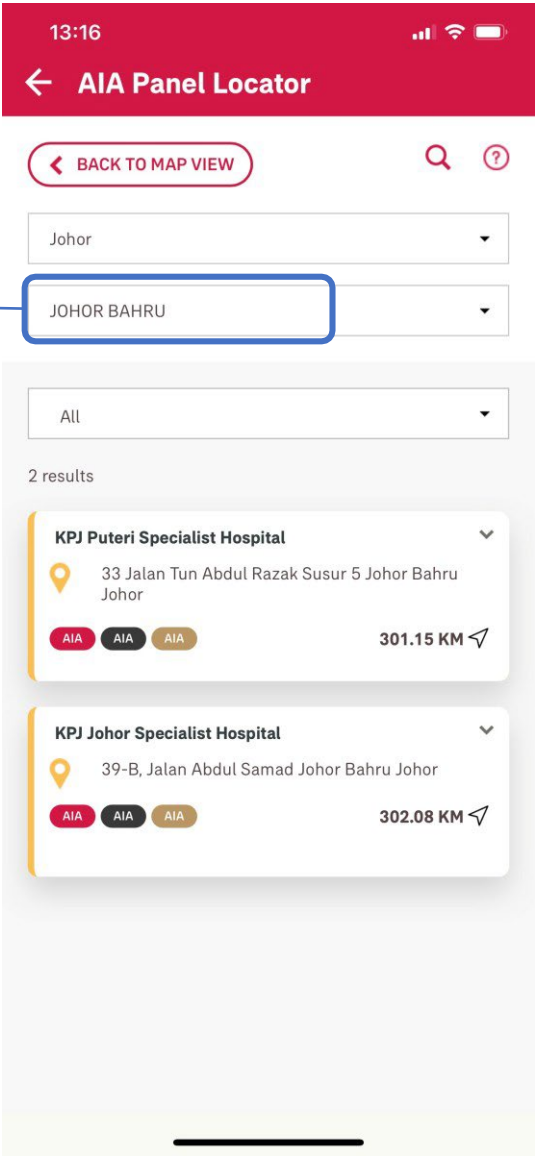 13:16
AIA Panel Locator
BACK TO MAP VIEW
?
Johor
JOHOR BAHRU
All
2 results
KPJ Puteri Specialist Hospital
33 Jalan Tun Abdul Razak Susur 5 Johor Bahru
Johor
AIA AIA AIA 301.15 KM
KPJ Johor Specialist Hospital
39-B, Jalan Abdul Samad Johor Bahru Johor
AIA AIA AIA 302.08 KM